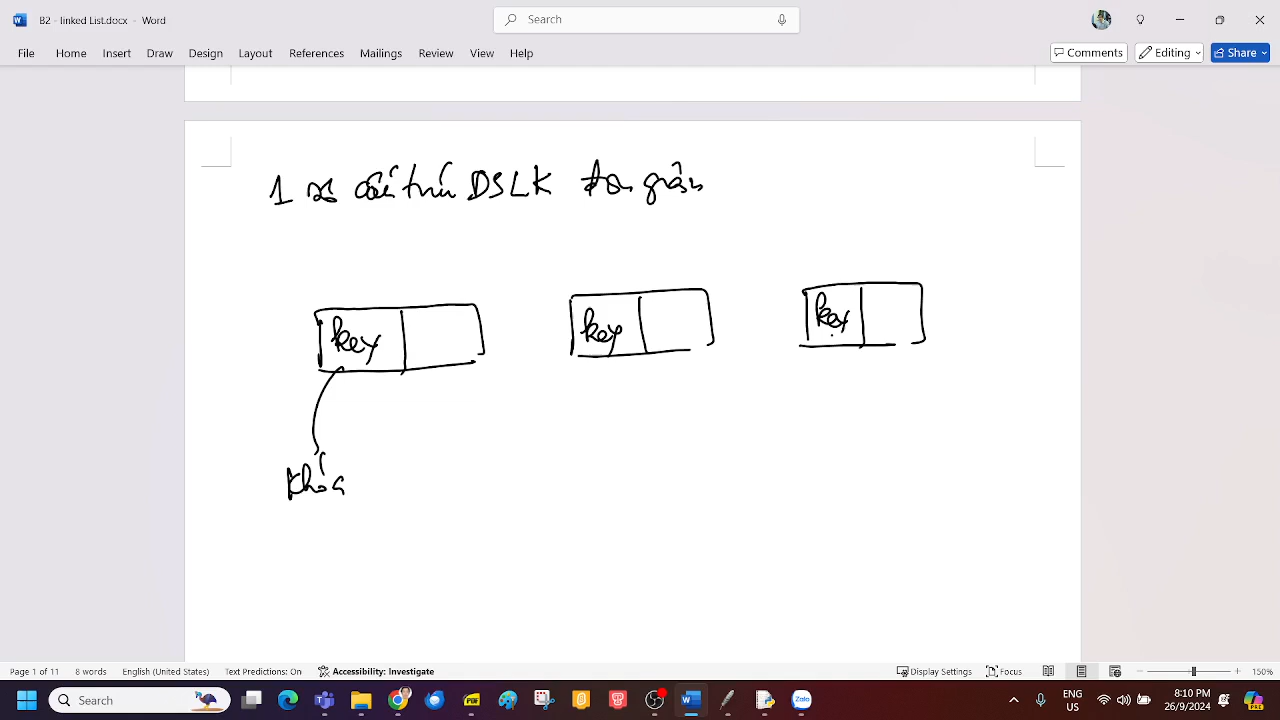 B2 - linked List.docx - Word
Search
File Home Insert Draw Design Layout References Mailings Review View Help
Comments Editing Share
1 số cấu trúc DSLK đơn giản
key key key
khóa
Page 1 of 11 8 words English (United States) Text Predictions: On Accessibility: Investigate Display Settings Focus 150%
Search PDF ENG US Zalo 8:10 PM 26/9/2024